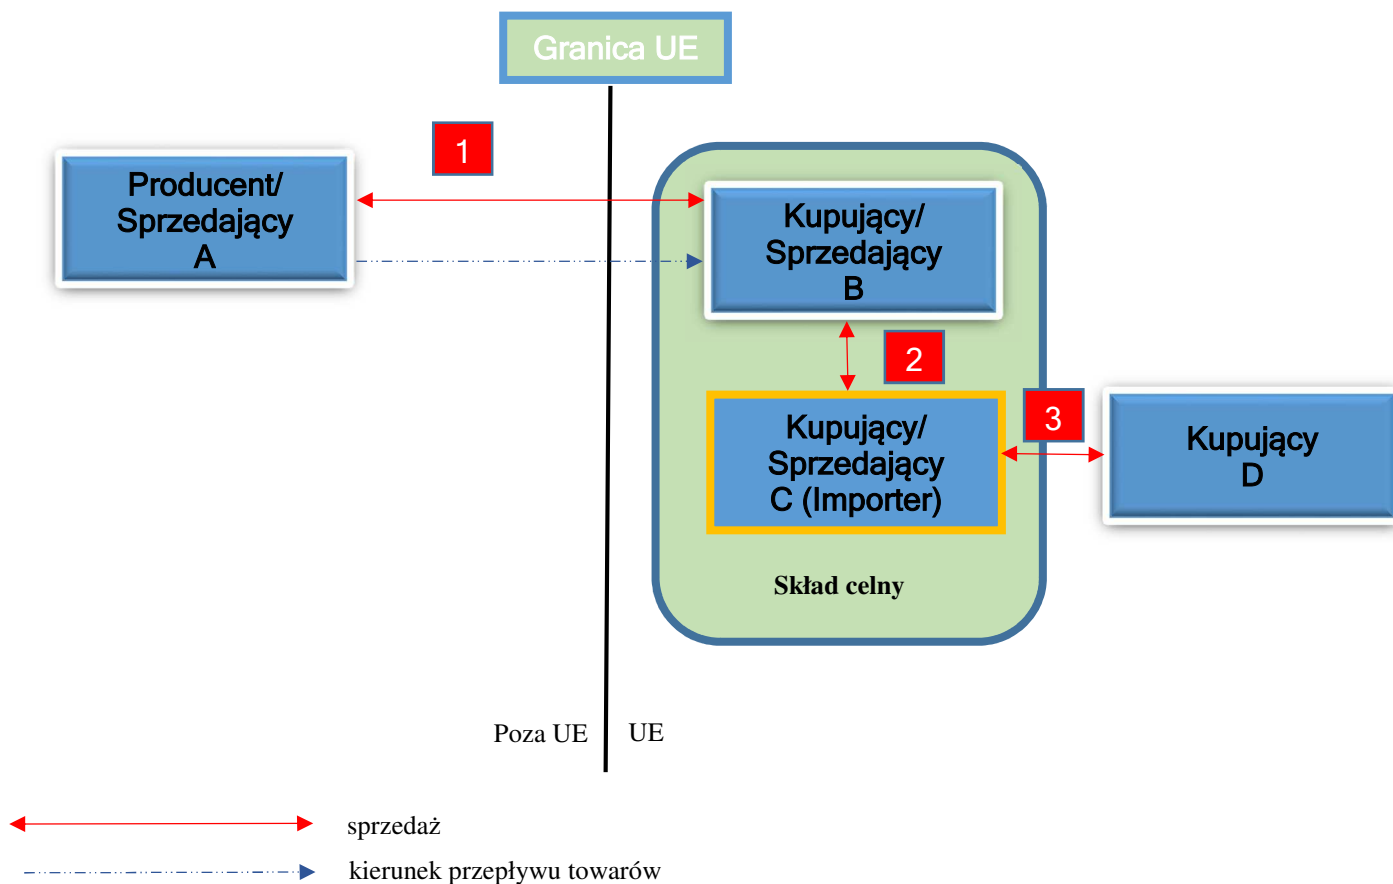 Granica UE
1
Producent/
Sprzedający
A
Kupujący/
Sprzedający
B
2
Kupujący/
Sprzedający
C (Importer)
3
Kupujący
D
Skład celny
Poza UE
UE
sprzedaż
kierunek przepływu towarów